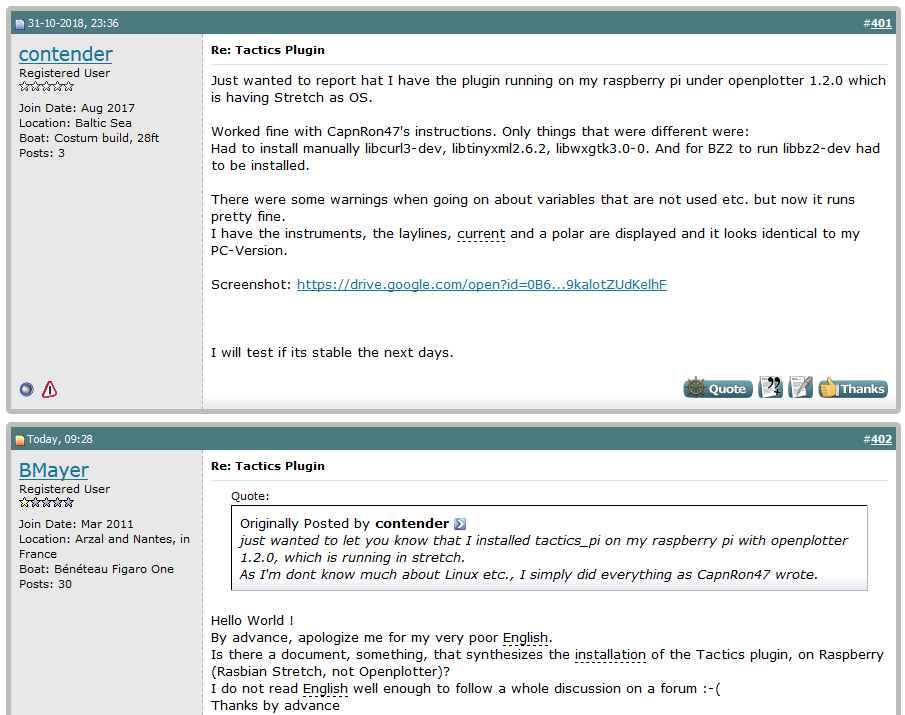 31-10-2018, 23:36
#401
contender
Registered User
Join Date: Aug 2017
Location: Baltic Sea
Boat: Costum build, 28ft
Posts: 3
Re: Tactics Plugin
Just wanted to report hat I have the plugin running on my raspberry pi under openplotter 1.2.0 which
is having Stretch as OS.
Worked fine with CapnRon47's instructions. Only things that were different were:
Had to install manually libcurl3-dev, libtinyxml2.6.2, libwxgtk3.0-0. And for BZ2 to run libbz2-dev had
to be installed.
There were some warnings when going on about variables that are not used etc. but now it runs
pretty fine.
I have the instruments, the laylines, current and a polar are displayed and it looks identical to my
PC-Version.
Screenshot: https://drive.google.com/open?id=0B6...9kalotZUdKelhF
I will test if its stable the next days.
Quote
Thanks
Today, 09:28
#402
BMayer
Registered User
Join Date: Mar 2011
Location: Arzal and Nantes, in
France
Boat: Bénéteau Figaro One
Posts: 30
Re: Tactics Plugin
Quote:
Originally Posted by contender
just wanted to let you know that I installed tactics_pi on my raspberry pi with openplotter
1.2.0, which is running in stretch.
As I'm dont know much about Linux etc., I simply did everything as CapnRon47 wrote.
Hello World !
By advance, apologize me for my very poor English.
Is there a document, something, that synthesizes the installation of the Tactics plugin, on Raspberry
(Rasbian Stretch, not Openplotter)?
I do not read English well enough to follow a whole discussion on a forum :-(
Thanks by advance